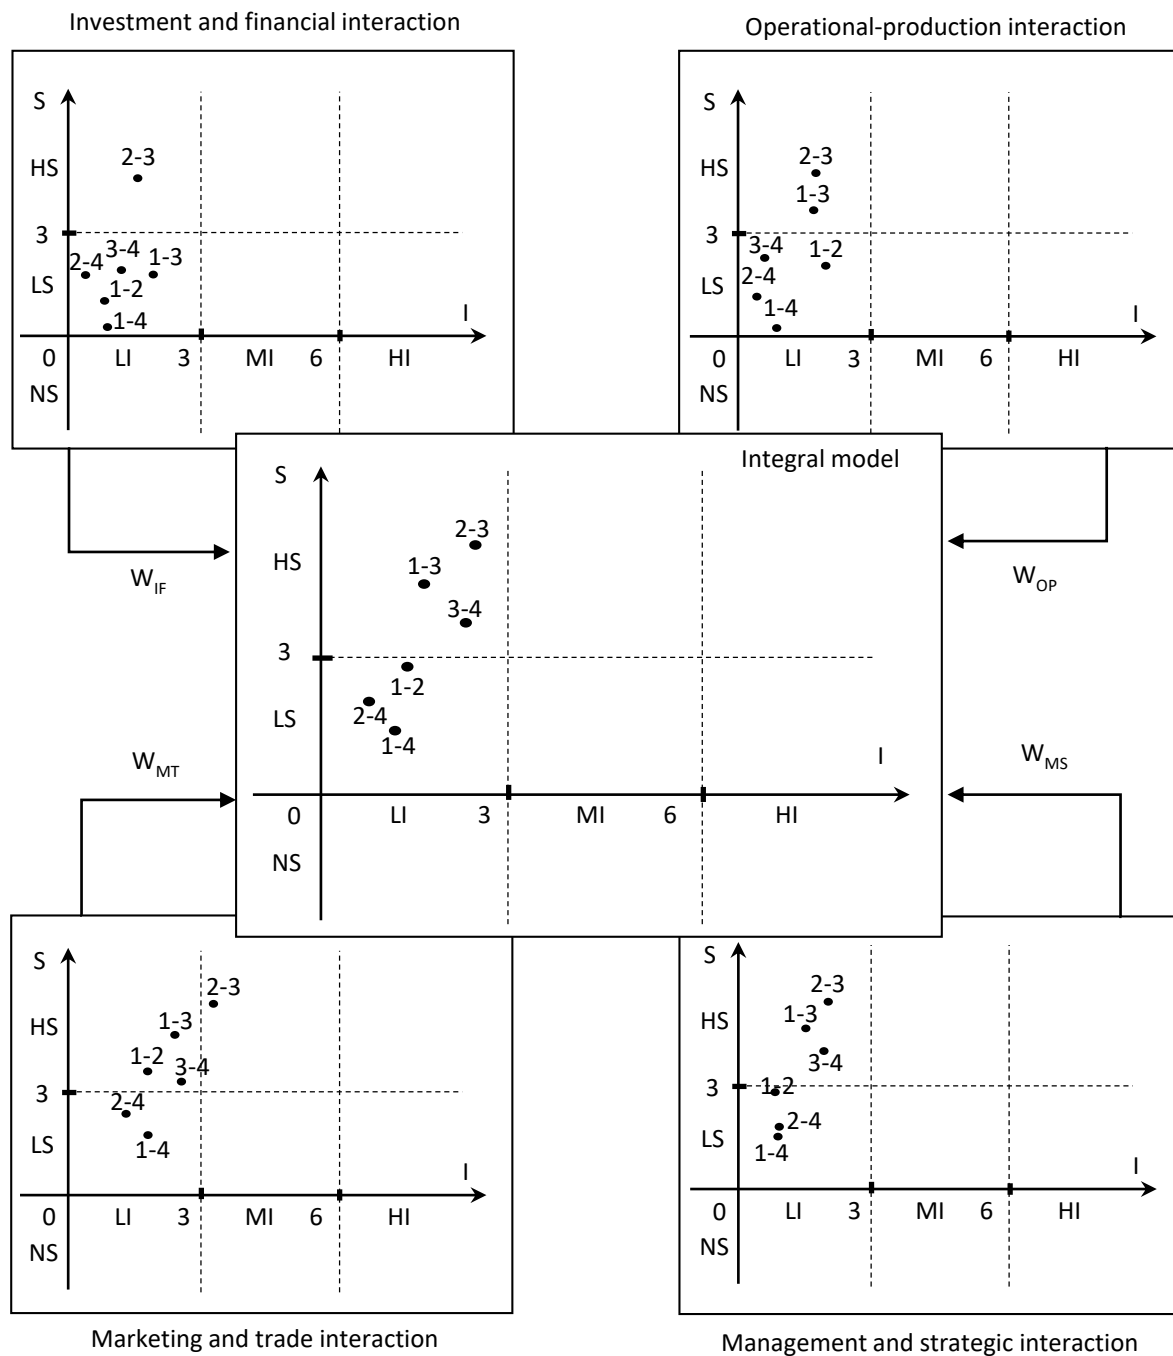 Investment and financial interaction
S
HS
2-3
3
2-4
3-4
1-3
LS
1-2
1-4
I
0
LI
3
MI
6
HI
NS
Operational-production interaction
S
HS
2-3
1-3
3
3-4
1-2
LS
2-4
1-4
I
0
LI
3
MI
6
HI
NS
Integral model
S
HS
2-3
1-3
3-4
3
1-2
LS
2-4
1-4
I
0
LI
3
MI
6
HI
NS
W_IF
W_OP
W_MT
W_MS
S
2-3
HS
1-3
1-2
3-4
3
2-4
LS
1-4
I
0
LI
3
MI
6
HI
NS
Marketing and trade interaction
S
2-3
HS
1-3
3-4
3
1-2
LS
2-4
1-4
I
0
LI
3
MI
6
HI
NS
Management and strategic interaction